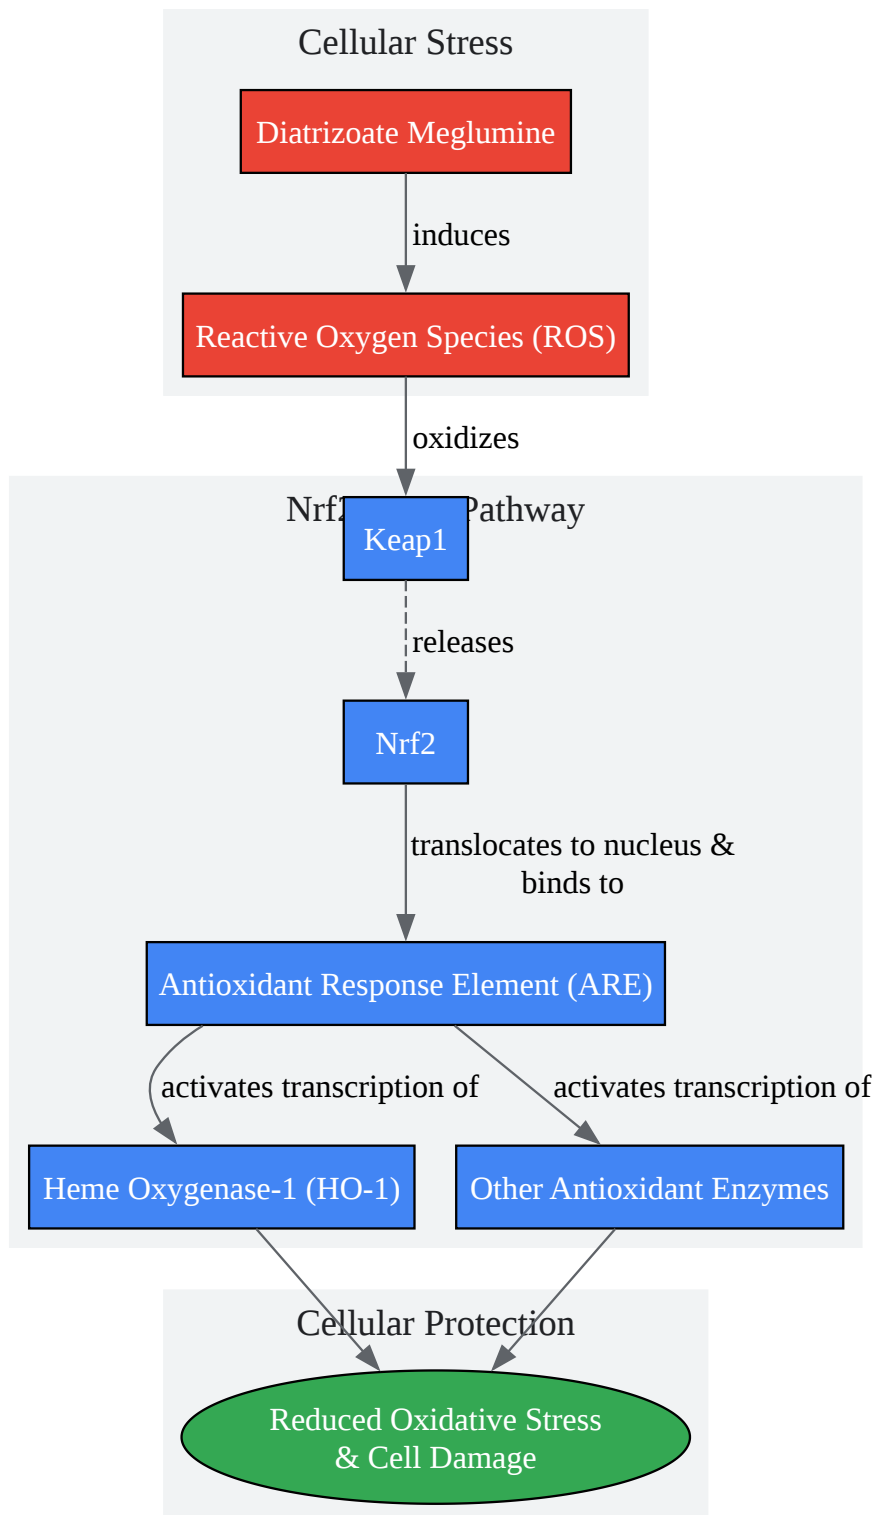 Cellular Stress
Diatrizoate Meglumine
induces
Reactive Oxygen Species (ROS)
oxidizes
Pathway
Keap1
releases
Nrf2
translocates to nucleus &
binds to
Antioxidant Response Element (ARE)
activates transcription of
activates transcription of
Heme Oxygenase-1 (HO-1)
Other Antioxidant Enzymes
Cellular Protection
Reduced Oxidative Stress
& Cell Damage